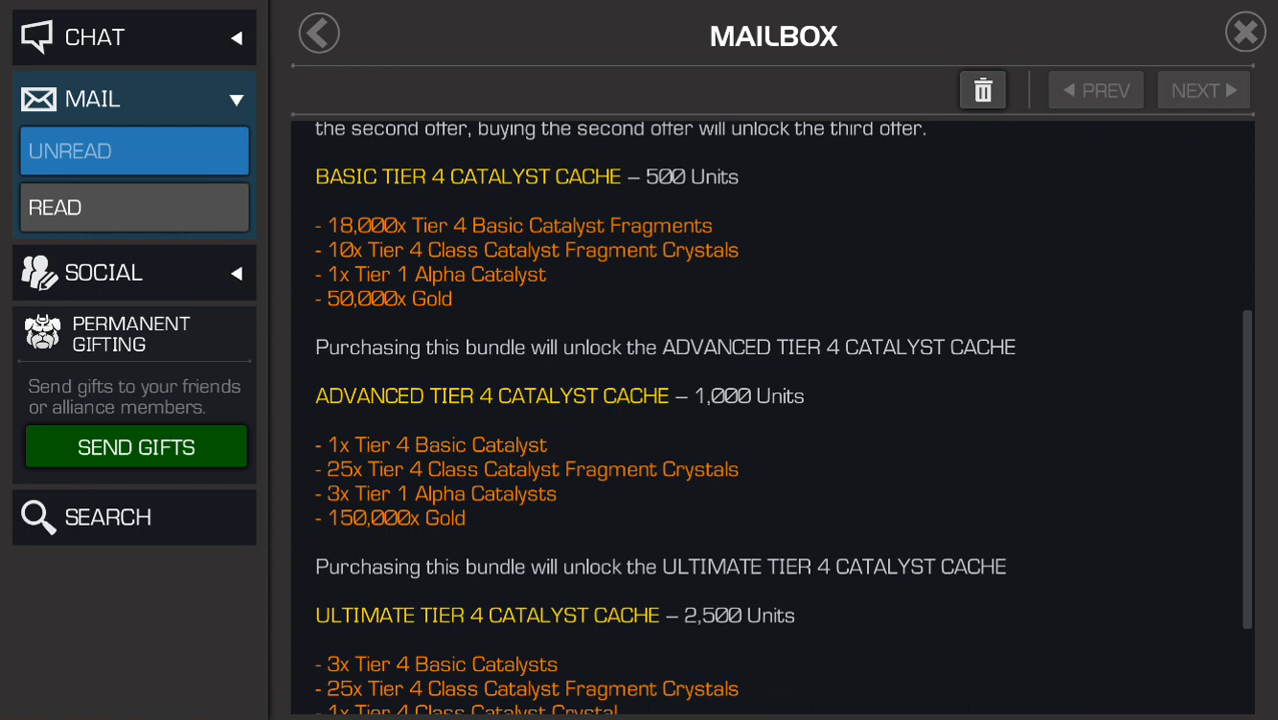 CHAT
MAIL
UNREAD
READ
SOCIAL
PERMANENT
GIFTING
Send gifts to your friends
or alliance members.
SEND GIFTS
SEARCH
MAILBOX
PREV
NEXT
the second offer, buying the second offer will unlock the third offer.
BASIC TIER 4 CATALYST CACHE – 500 Units
- 18,000x Tier 4 Basic Catalyst Fragments
- 10x Tier 4 Class Catalyst Fragment Crystals
- 1x Tier 1 Alpha Catalyst
- 50,000x Gold
Purchasing this bundle will unlock the ADVANCED TIER 4 CATALYST CACHE
ADVANCED TIER 4 CATALYST CACHE – 1,000 Units
- 1x Tier 4 Basic Catalyst
- 25x Tier 4 Class Catalyst Fragment Crystals
- 3x Tier 1 Alpha Catalysts
- 150,000x Gold
Purchasing this bundle will unlock the ULTIMATE TIER 4 CATALYST CACHE
ULTIMATE TIER 4 CATALYST CACHE – 2,500 Units
- 3x Tier 4 Basic Catalysts
- 25x Tier 4 Class Catalyst Fragment Crystals
- 1x Tier 4 Class Catalyst Crystal